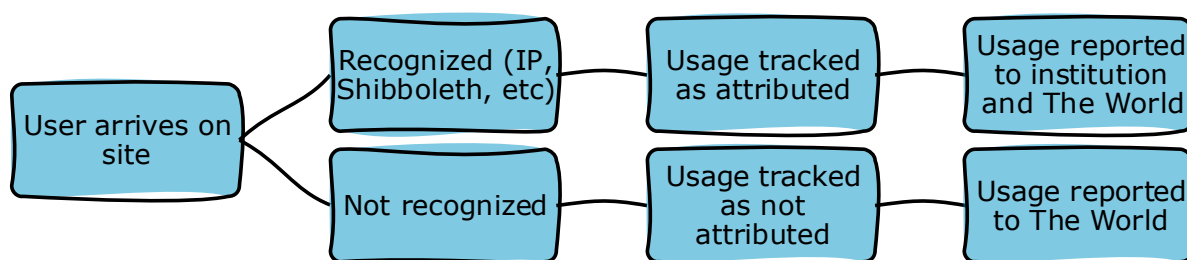 User arrives on
site
Recognized (IP,
Shibboleth, etc)
Usage tracked
as attributed
Usage reported
to institution
and The World
Not recognized
Usage tracked
as not
attributed
Usage reported
to The World